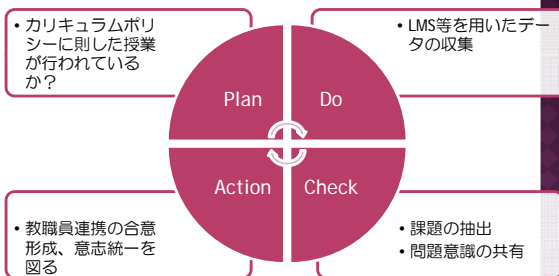 • カリキュラムポリ
シーに則した授業
が行われている
か？
• LMS等を用いたデー
タの収集
Plan
Do
Action
Check
• 教職員連携の合意
形成、意志統一を
図る
• 課題の抽出
• 問題意識の共有